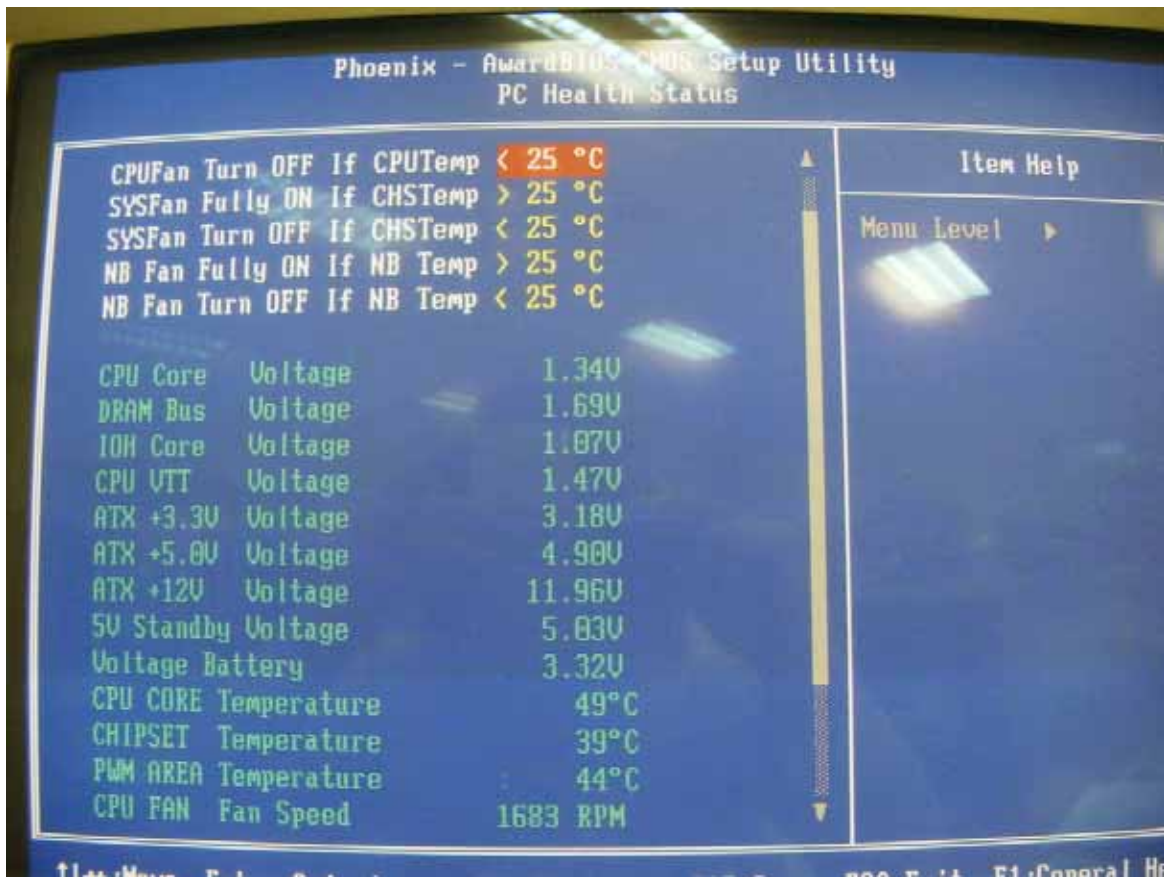 Phoenix - AwardBIOS CMOS Setup Utility
PC Health Status
CPUFan Turn OFF If CPUTemp < 25 °C
SYSFan Fully ON If CHSTemp > 25 °C
SYSFan Turn OFF If CHSTemp < 25 °C
NB Fan Fully ON If NB Temp > 25 °C
NB Fan Turn OFF If NB Temp < 25 °C
CPU Core Voltage 1.34V
DRAM Bus Voltage 1.69V
IOH Core Voltage 1.07V
CPU VTT Voltage 1.47V
ATX +3.3V Voltage 3.18V
ATX +5.0V Voltage 4.90V
ATX +12V Voltage 11.96V
5V Standby Voltage 5.03V
Voltage Battery 3.32V
CPU CORE Temperature 49°C
CHIPSET Temperature 39°C
PWM AREA Temperature : 44°C
CPU FAN Fan Speed 1683 RPM
Item Help
Menu Level ▶